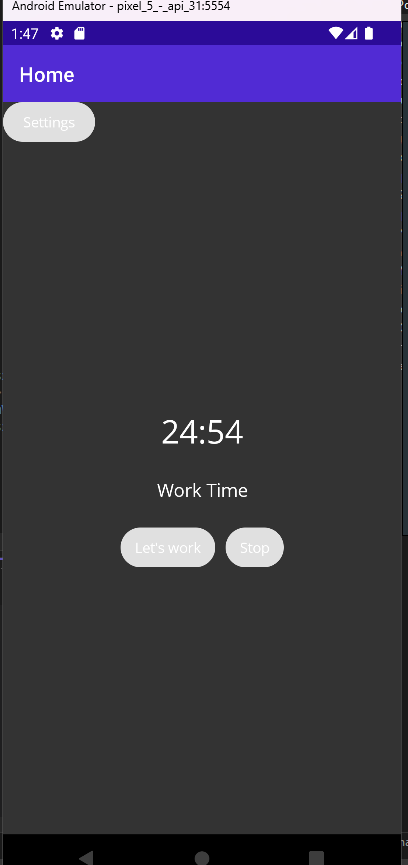 Android Emulator - pixel_5_-_api_31:5554
1:47
Home
Settings
24:54
Work Time
Let's work
Stop